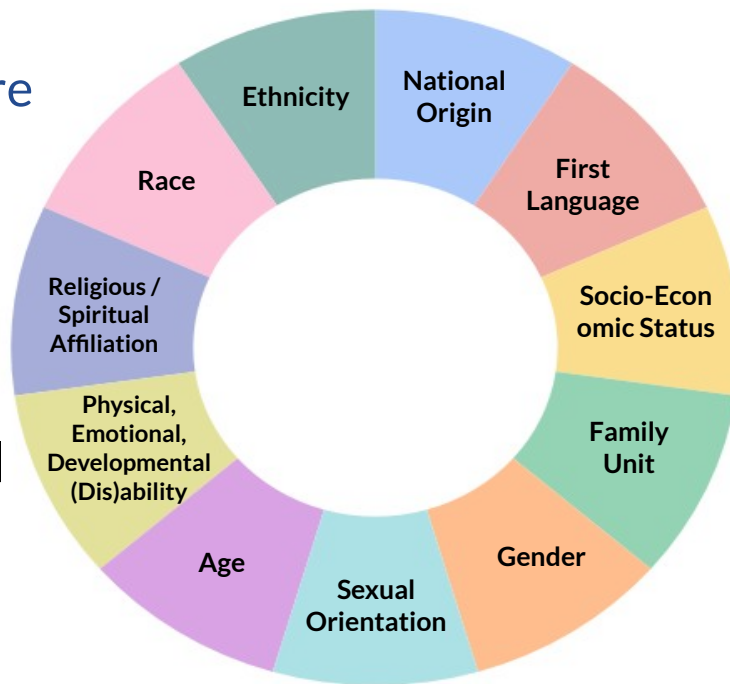 re
Ethnicity
National
Origin
First
Language
Socio-Econ
omic Status
Family
Unit
Gender
Sexual
Orientation
Age
Physical,
Emotional,
Developmental
(Dis)ability
Religious /
Spiritual
Affiliation
Race